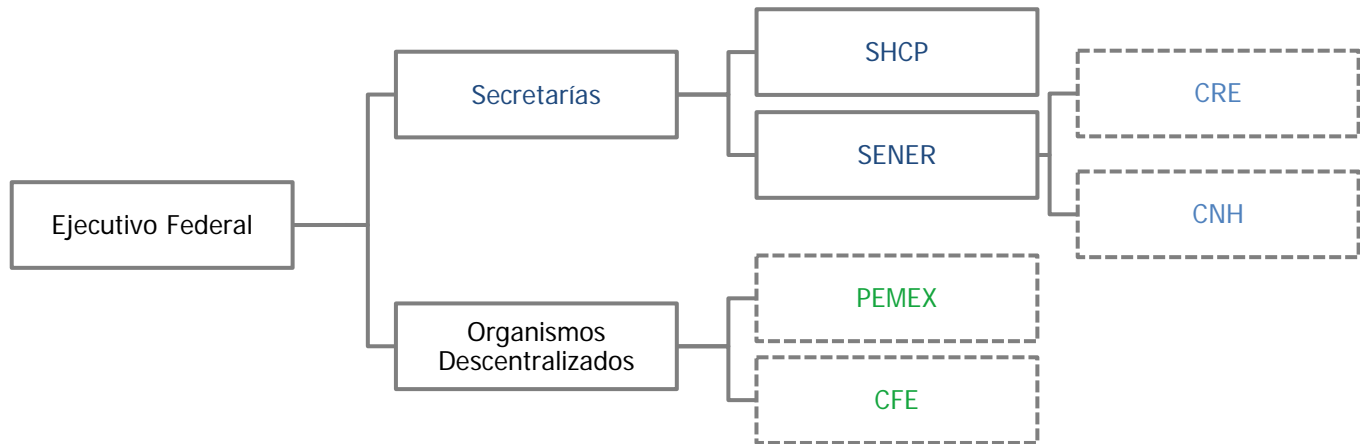 SHCP
CRE
Secretarías
SENER
CNH
Ejecutivo Federal
PEMEX
Organismos
Descentralizados
CFE